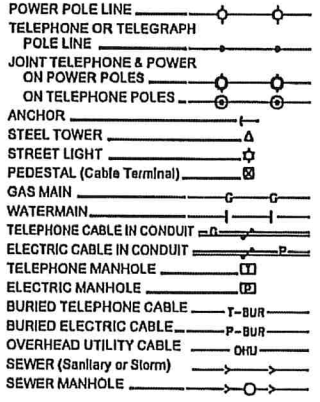 POWER POLE LINE
TELEPHONE OR TELEGRAPH
POLE LINE
JOINT TELEPHONE & POWER
ON POWER POLES
ON TELEPHONE POLES
ANCHOR
STEEL TOWER
STREET LIGHT
PEDESTAL (Cable Terminal)
GAS MAIN G G
WATERMAIN
TELEPHONE CABLE IN CONDUIT
ELECTRIC CABLE IN CONDUIT P
TELEPHONE MANHOLE T
ELECTRIC MANHOLE P
BURIED TELEPHONE CABLE T-BUR
BURIED ELECTRIC CABLE P-BUR
OVERHEAD UTILITY CABLE OHU
SEWER (Sanitary or Storm)
SEWER MANHOLE